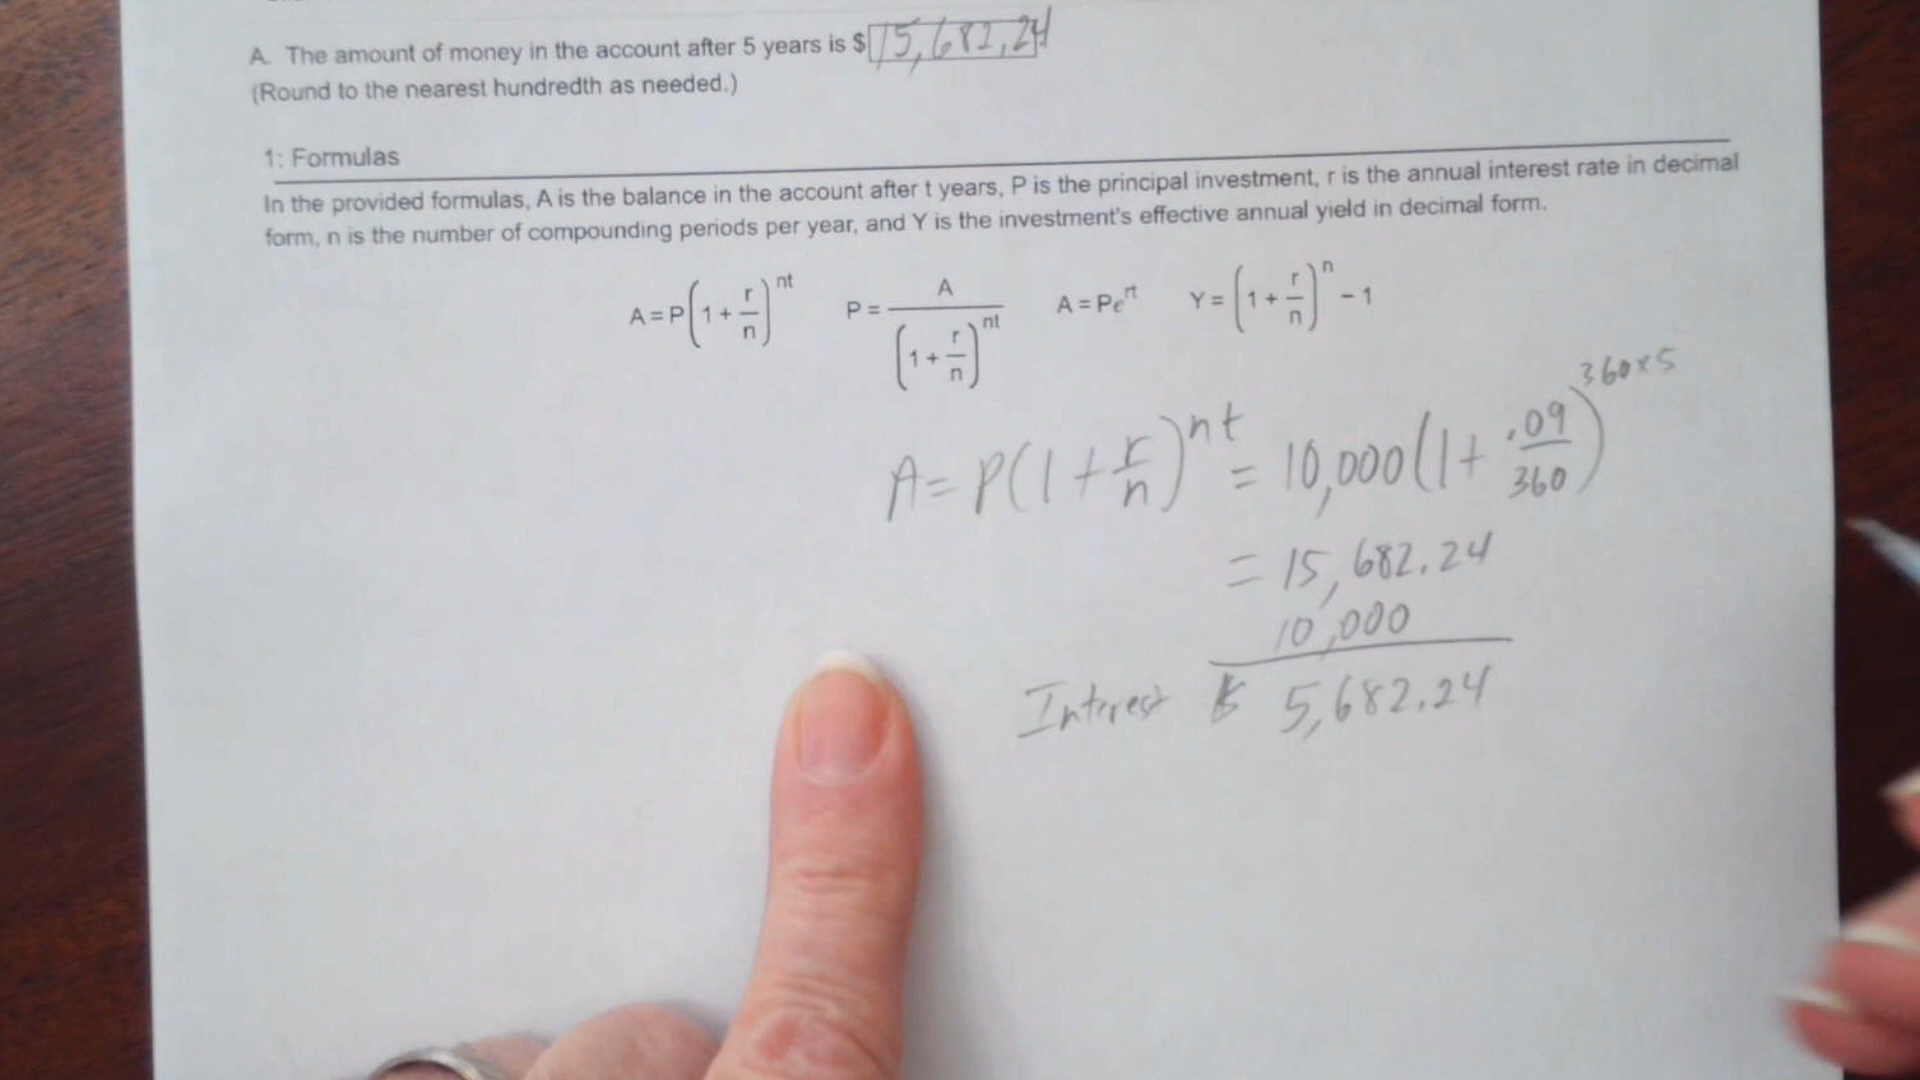 A. The amount of money in the account after 5 years is $ 15,682,24
(Round to the nearest hundredth as needed.)
1: Formulas
In the provided formulas, A is the balance in the account after t years, P is the principal investment, r is the annual interest rate in decimal
form, n is the number of compounding periods per year, and Y is the investment's effective annual yield in decimal form.
A = P(1 + r/n)^nt P = A/(1 + r/n)^nt A = Pe^rt Y = (1 + r/n)^n - 1
A = P(1 + r/n)^nt = 10,000(1 + .09/360)^360x5
= 15,682.24
10,000
Interest $ 5,682.24